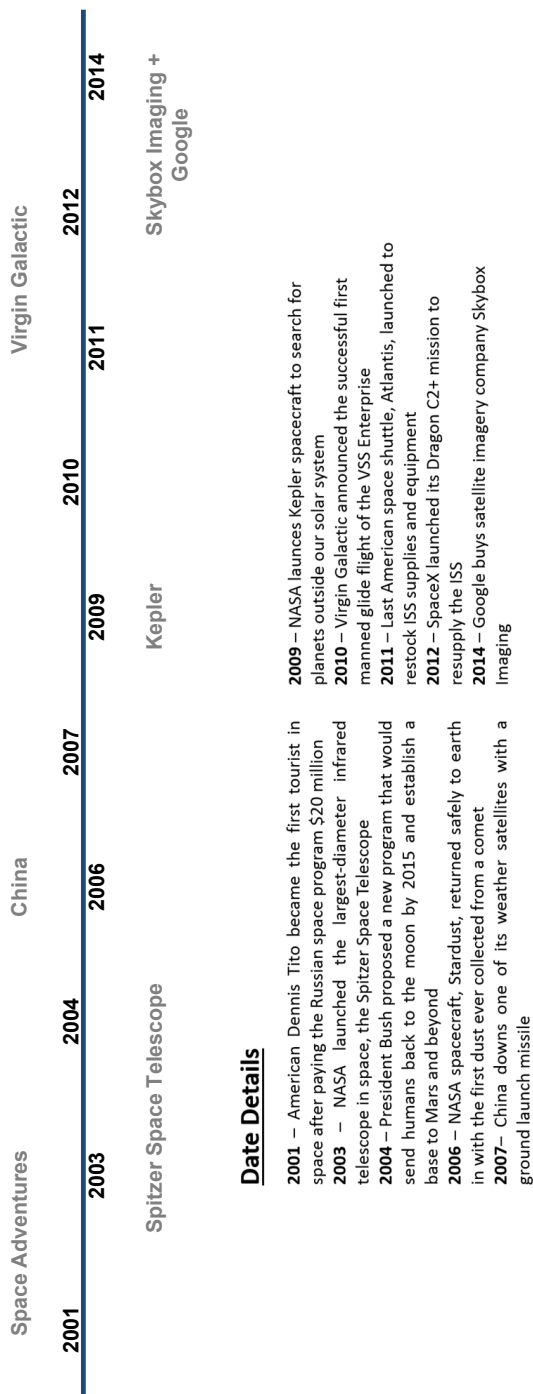 Space Adventures
China
Virgin Galactic
2001
2003
2004
2006
2007
2009
2010
2011
2012
2014
Spitzer Space Telescope
Kepler
Skybox Imaging +
Google
Date Details
2001 – American Dennis Tito became the first tourist in
space after paying the Russian space program $20 million
2003 – NASA launched the largest-diameter infrared
telescope in space, the Spitzer Space Telescope
2004 – President Bush proposed a new program that would
send humans back to the moon by 2015 and establish a
base to Mars and beyond
2006 – NASA spacecraft, Stardust, returned safely to earth
in with the first dust ever collected from a comet
2007– China downs one of its weather satellites with a
ground launch missile
2009 – NASA launces Kepler spacecraft to search for
planets outside our solar system
2010 – Virgin Galactic announced the successful first
manned glide flight of the VSS Enterprise
2011 – Last American space shuttle, Atlantis, launched to
restock ISS supplies and equipment
2012 – SpaceX launched its Dragon C2+ mission to
resupply the ISS
2014 – Google buys satellite imagery company Skybox
Imaging